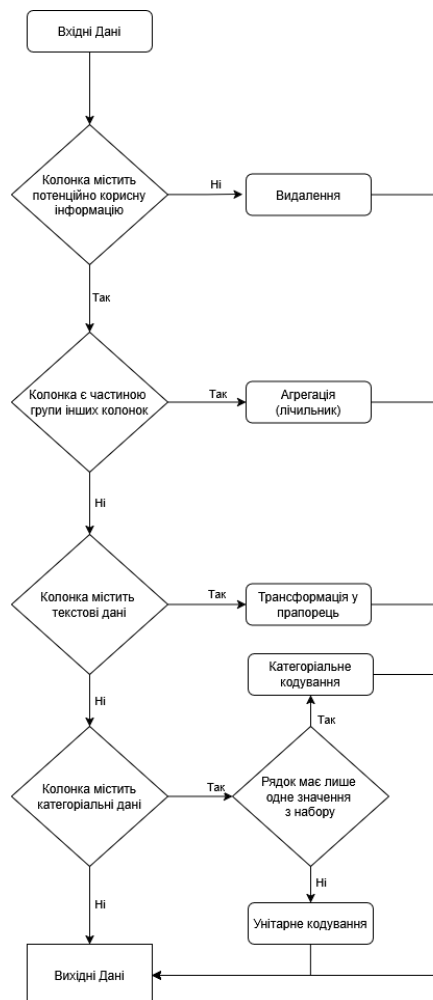 Вхідні Дані
Колонка містить
потенційно корисну
інформацію
Ні
Видалення
Так
Колонка є частиною
групи інших колонок
Так
Агрегація
(лічильник)
Ні
Колонка містить
текстові дані
Так
Трансформація у
прапорець
Ні
Категоріальне
кодування
Так
Колонка містить
категоріальні дані
Так
Рядок має лише
одне значення
з набору
Ні
Ні
Унітарне кодування
Вихідні Дані